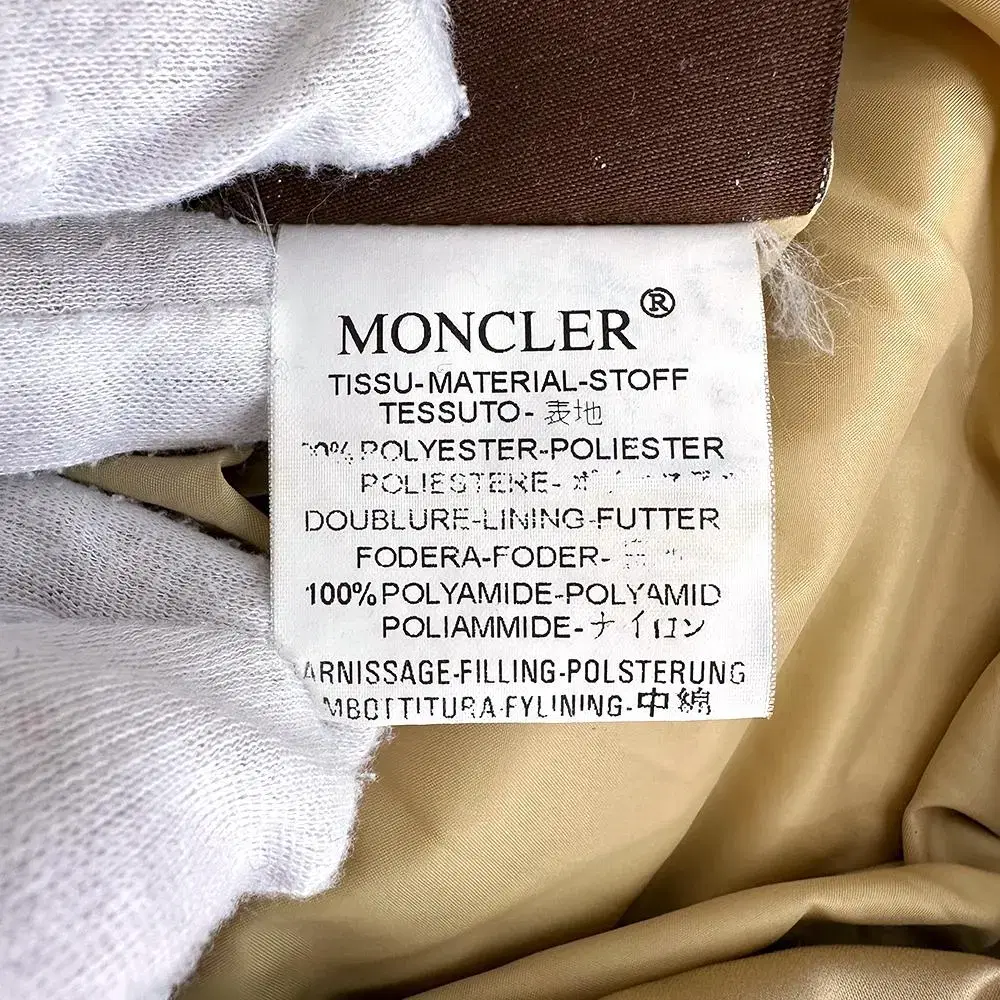 MONCLER®
TISSU-MATERIAL-STOFF
TESSUTO-表地
POLYESTER-POLIESTER
POLIESTERE-
DOUBLURE-LINING-FUTTER
FODERA-FODER-
100% POLYAMIDE-POLYAMID
POLIAMMIDE-ナイロン
ARNISSAGE-FILLING-POLSTERUNG
MBOTTITURA-FYLINING-中綿